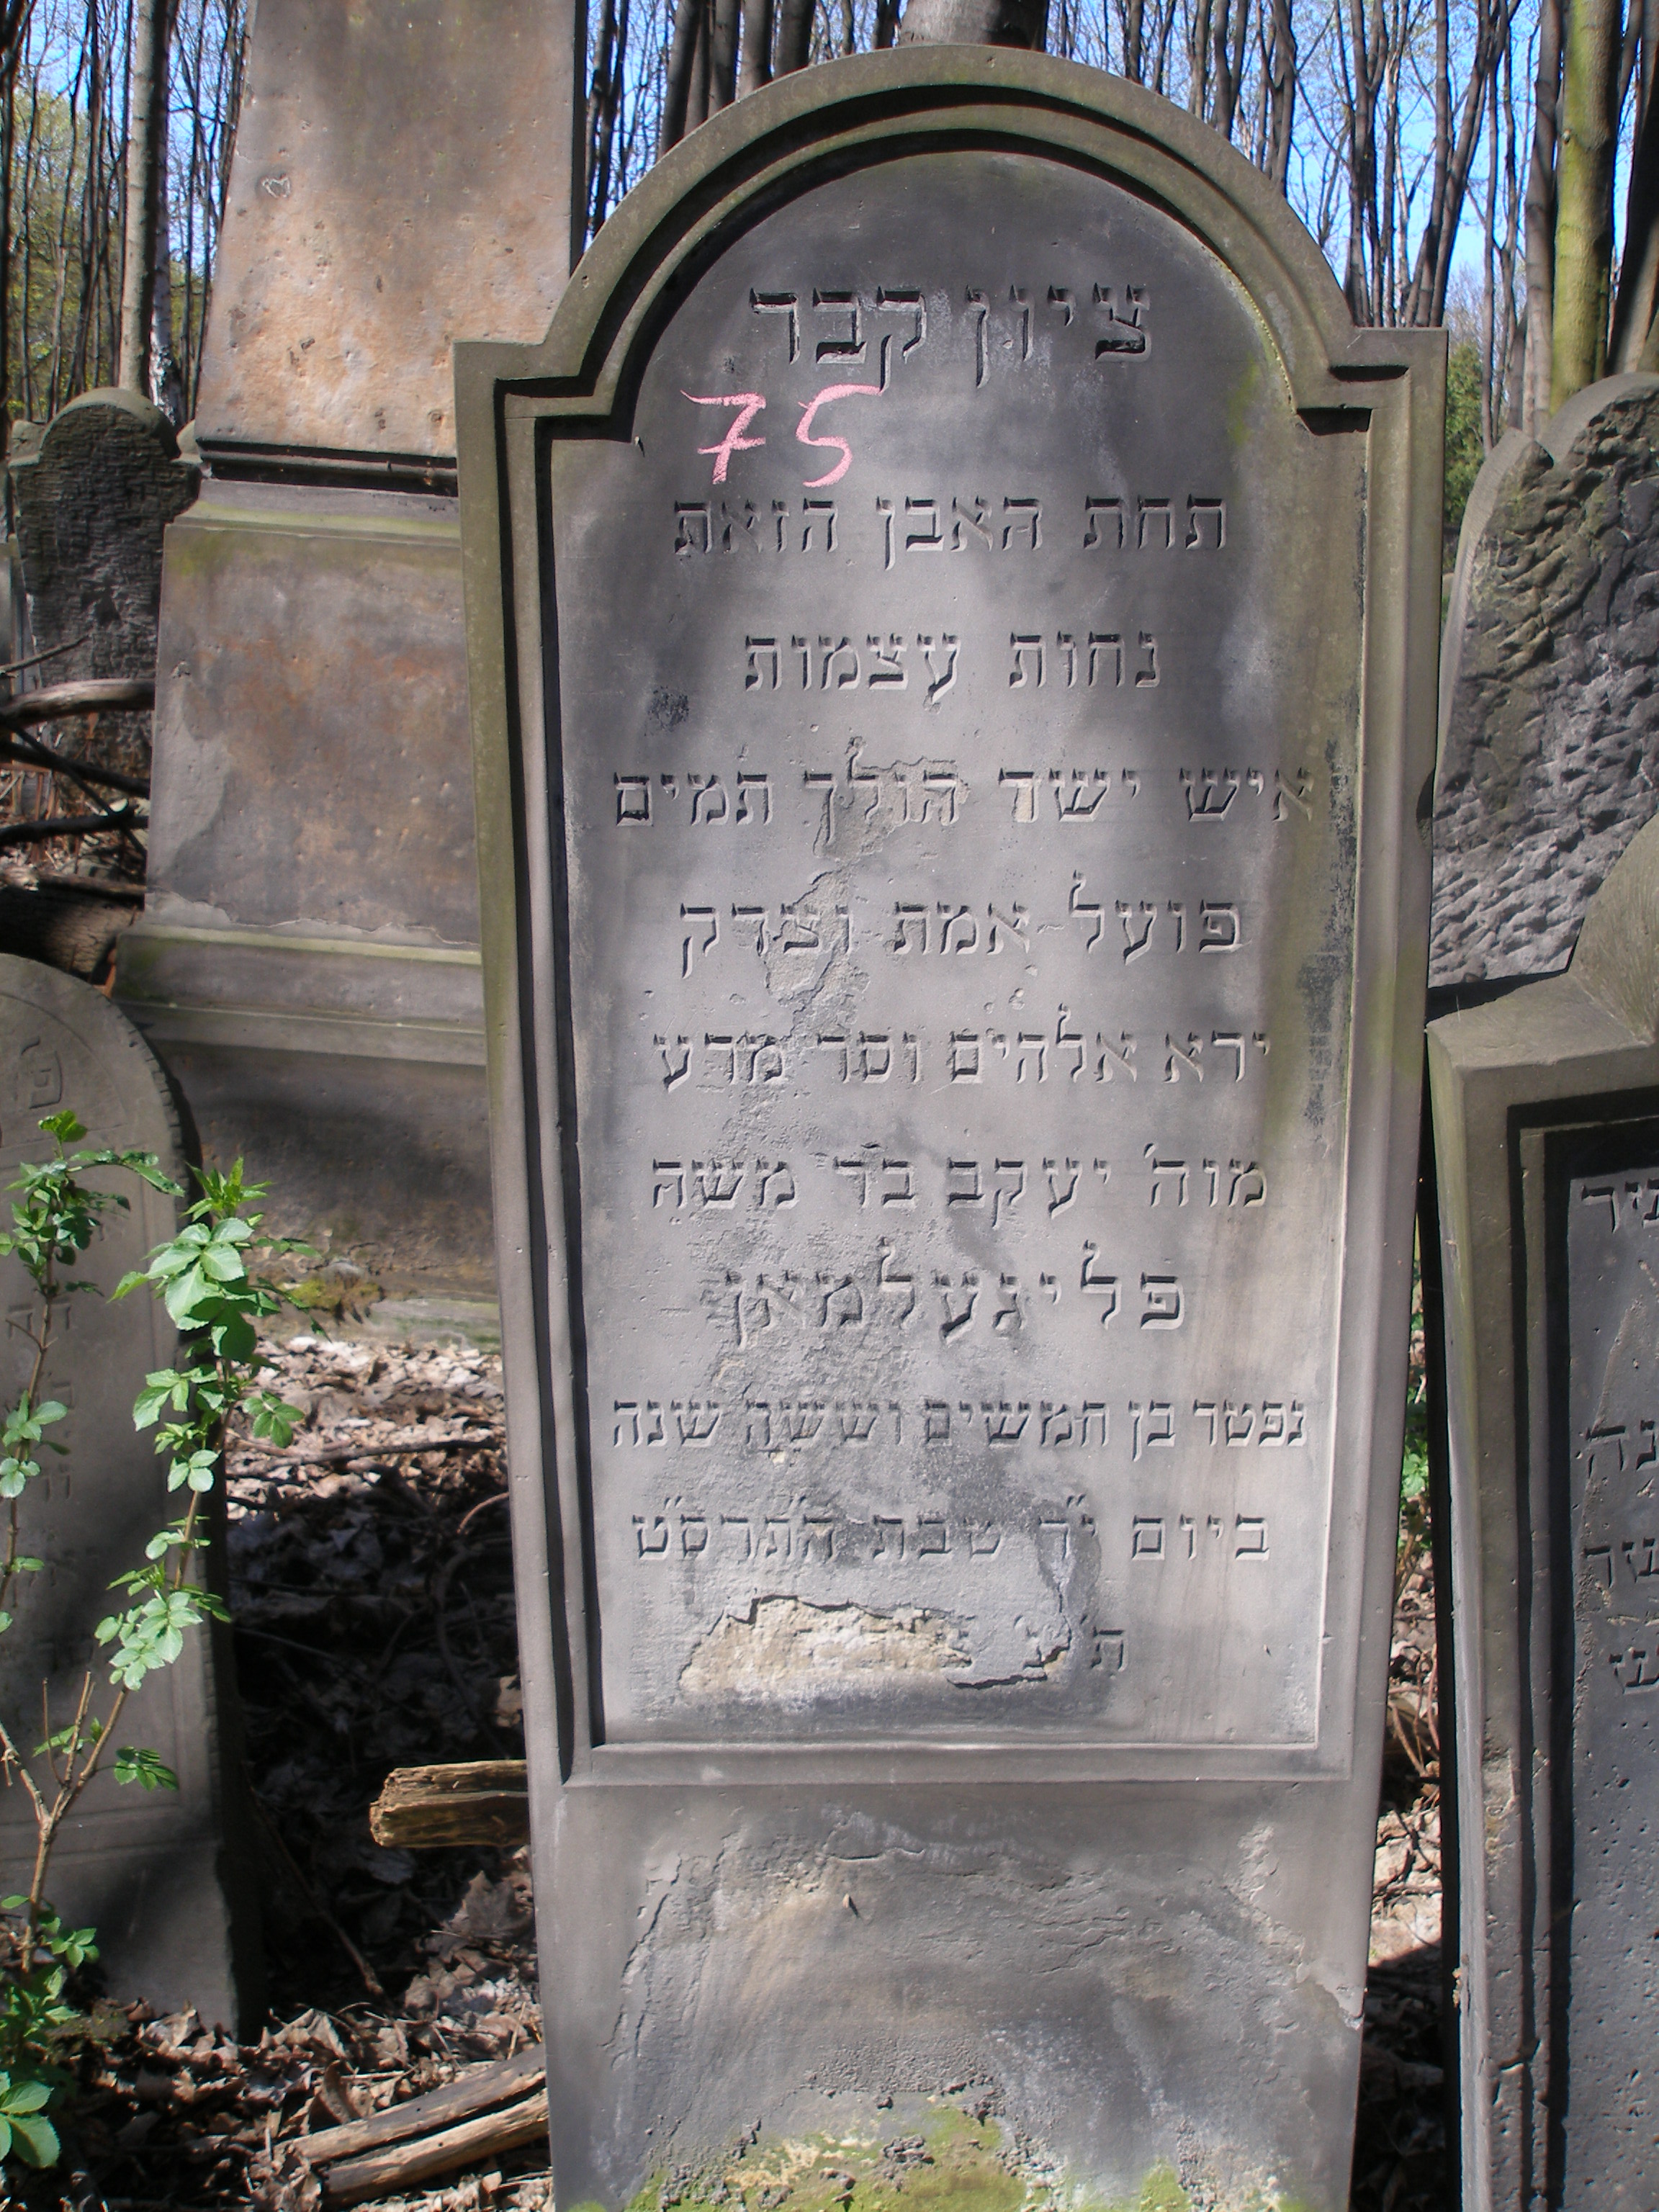 ציון קבר
75
תחת האבן הזאת
נחות עצמות
איש ישר הולך תמים
פועל אמת וצדק
ירא אלהים וסר מרע
מוה' יעקב בר משה
פליגעלמאן
נפטר בן חמשים וששה שנה
ביום י"ד טבת התרס"ט